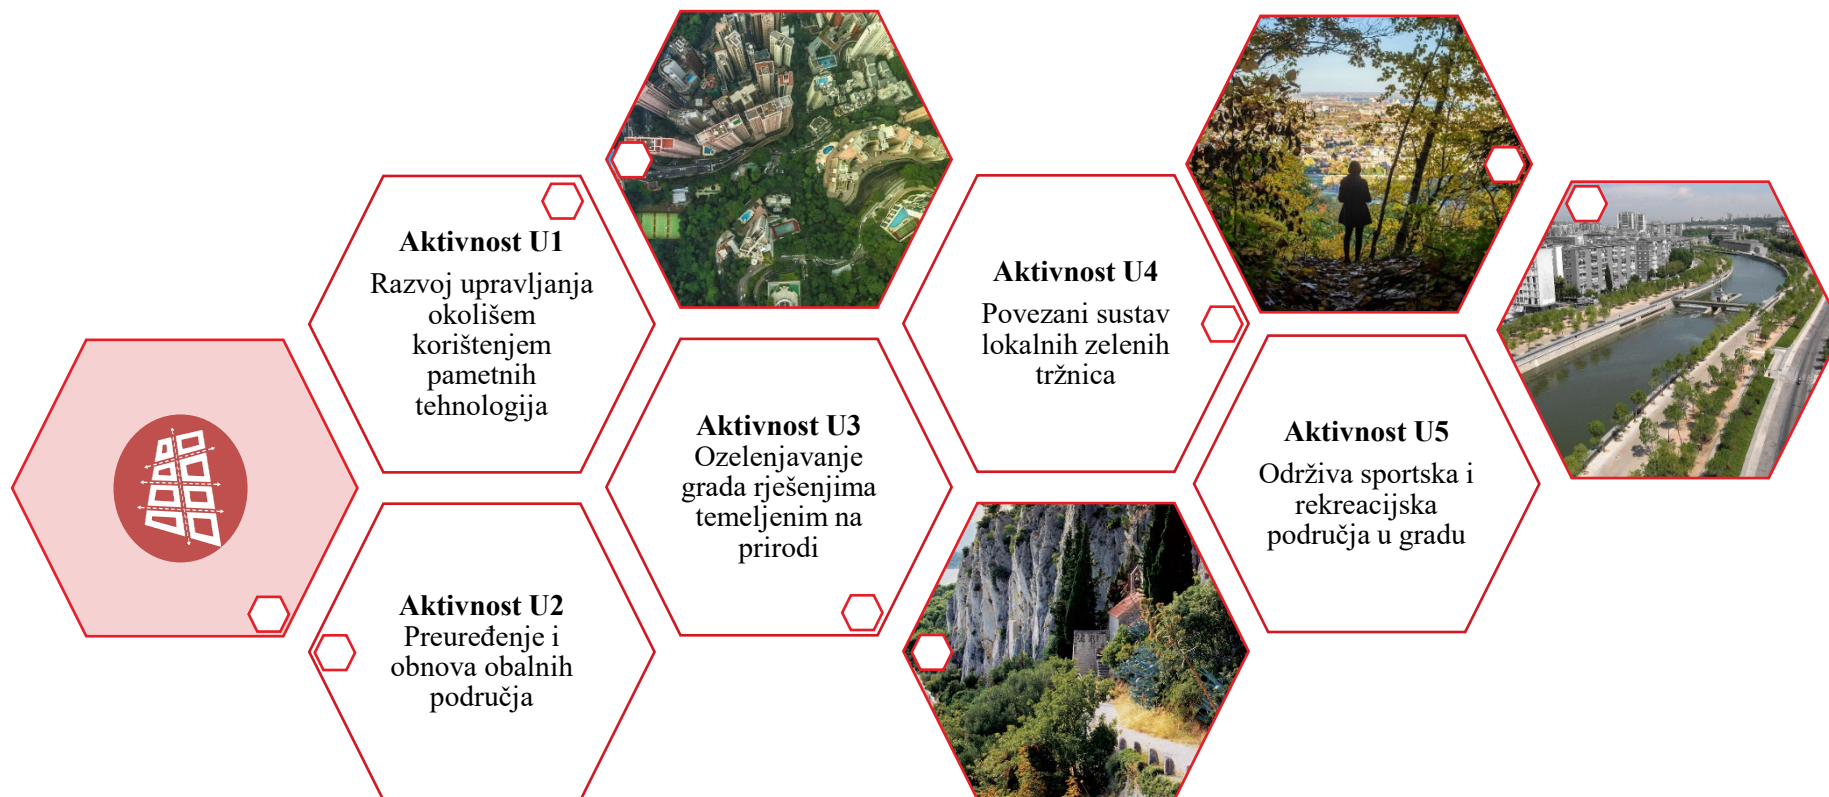 Aktivnost U1
Razvoj upravljanja
okolišem
korištenjem
pametnih
tehnologija
Aktivnost U2
Preuređenje i
obnova obalnih
područja
Aktivnost U3
Ozelenjavanje
grada rješenjima
temeljenim na
prirodi
Aktivnost U4
Povezani sustav
lokalnih zelenih
tržnica
Aktivnost U5
Održiva sportska i
rekreacijska
područja u gradu